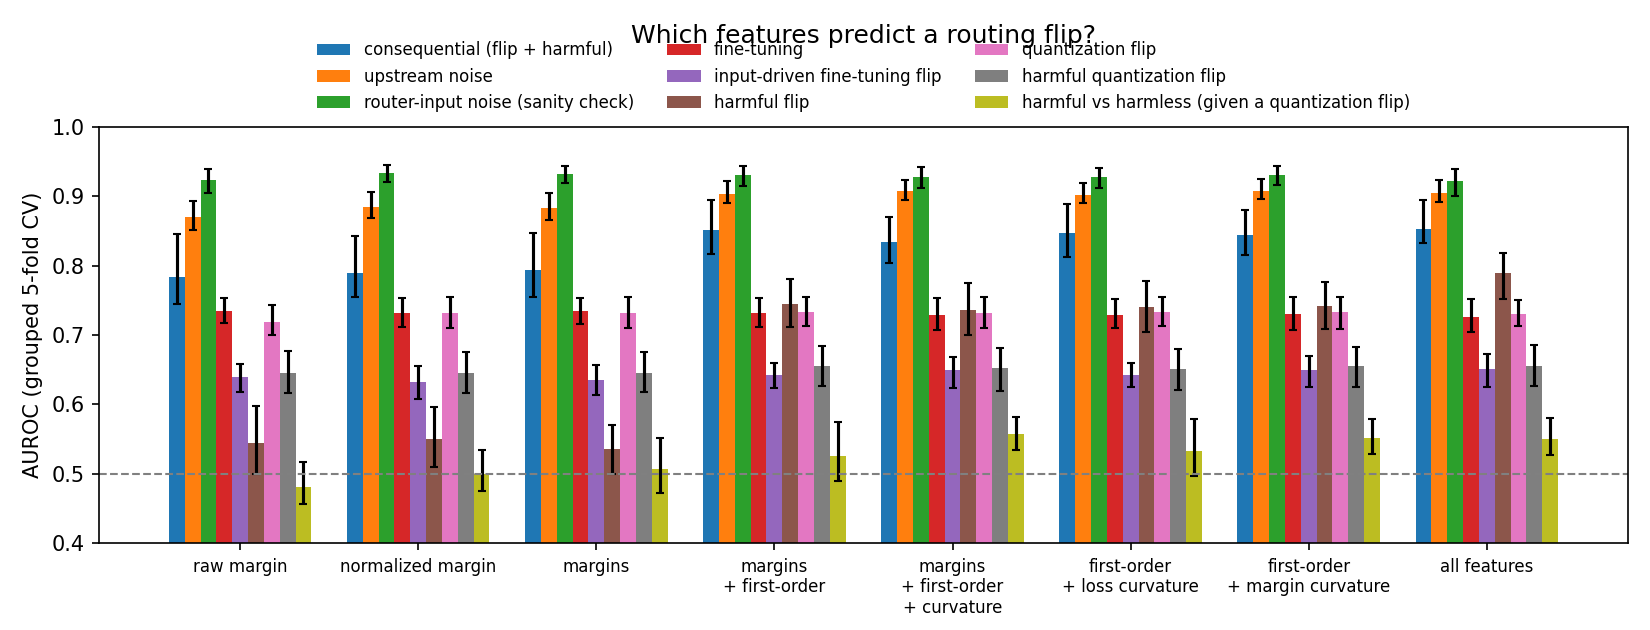 Which features predict a routing flip?
consequential (flip + harmful)
upstream noise
router-input noise (sanity check)
fine-tuning
input-driven fine-tuning flip
harmful flip
quantization flip
harmful quantization flip
harmful vs harmless (given a quantization flip)
AUROC (grouped 5-fold CV)
1.0
0.9
0.8
0.7
0.6
0.5
0.4
raw margin
normalized margin
margins
margins
+ first-order
margins
+ first-order
+ curvature
first-order
+ loss curvature
first-order
+ margin curvature
all features